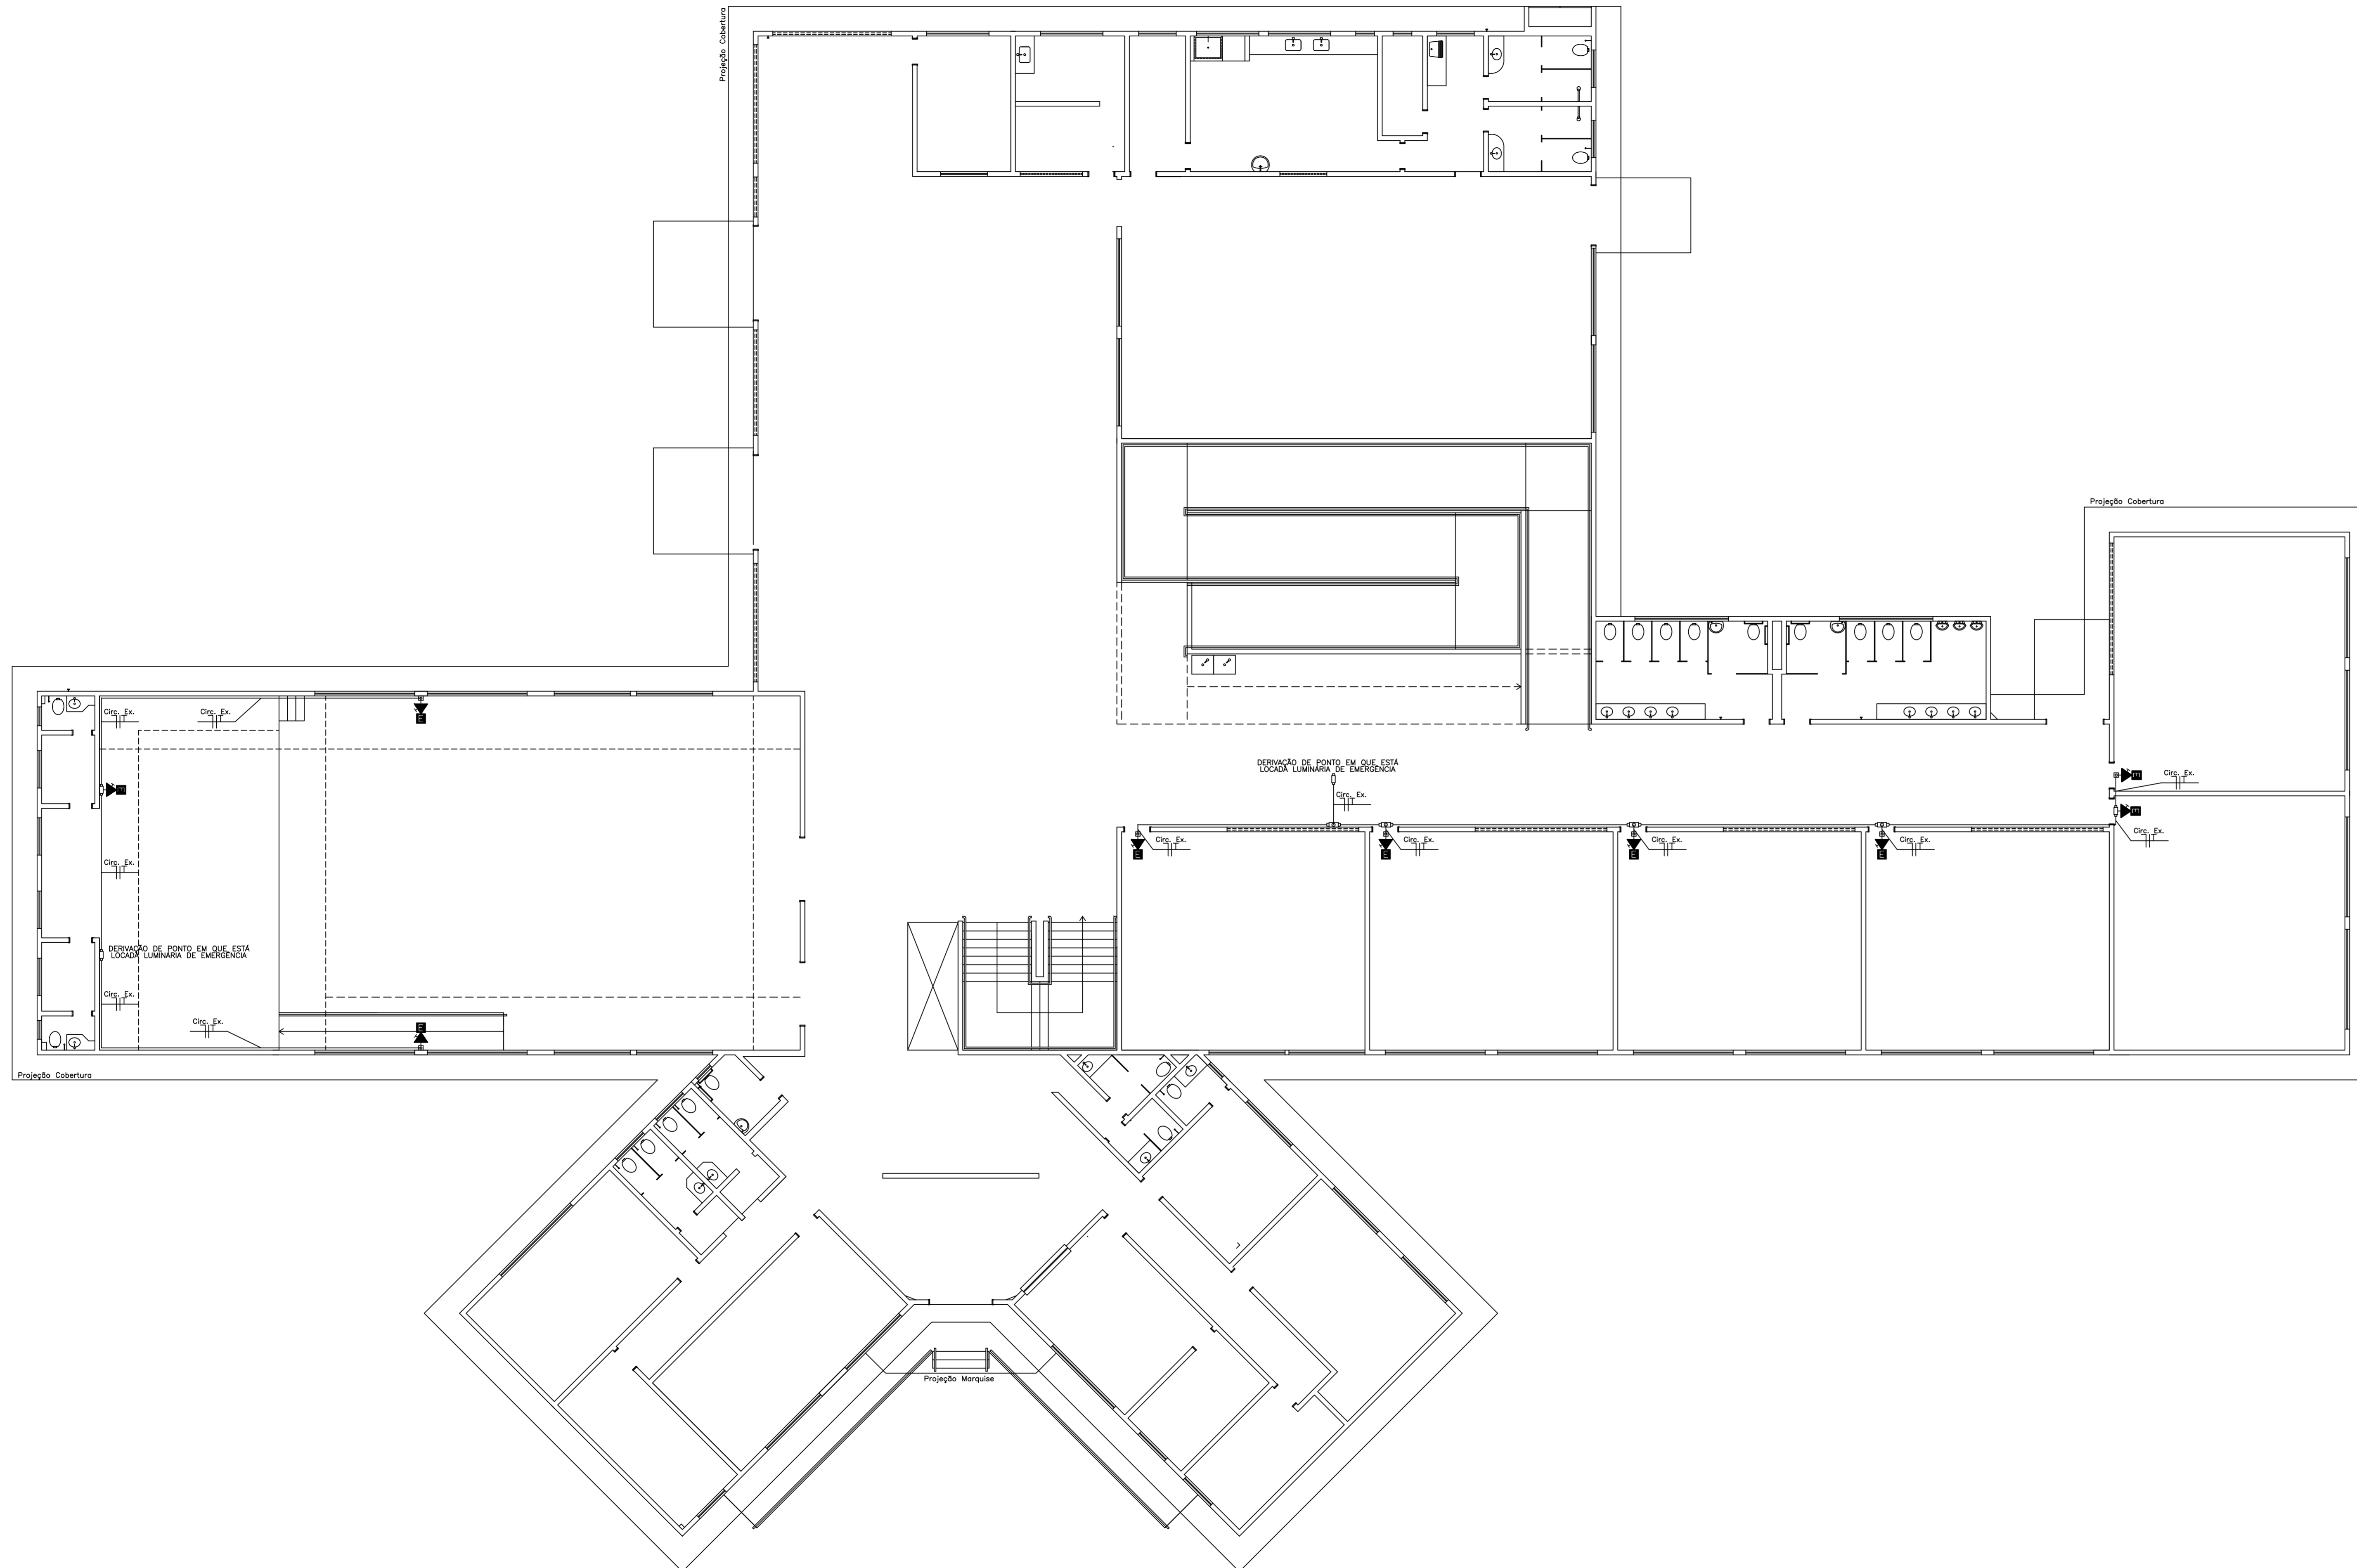 Projeção Cobertura
Projeção Cobertura
Circ. Ex.
Circ. Ex.
E
DERIVAÇÃO DE PONTO EM QUE ESTÁ
LOCADA LUMINÁRIA DE EMERGÊNCIA
E
Circ. Ex.
E
Circ. Ex.
E
Circ. Ex.
Circ. Ex.
Circ. Ex.
Circ. Ex.
Circ. Ex.
Circ. Ex.
E
E
E
E
Circ. Ex.
DERIVAÇÃO DE PONTO EM QUE ESTÁ
LOCADA LUMINÁRIA DE EMERGÊNCIA
Circ. Ex.
Circ. Ex.
E
Projeção Cobertura
Projeção Marquise